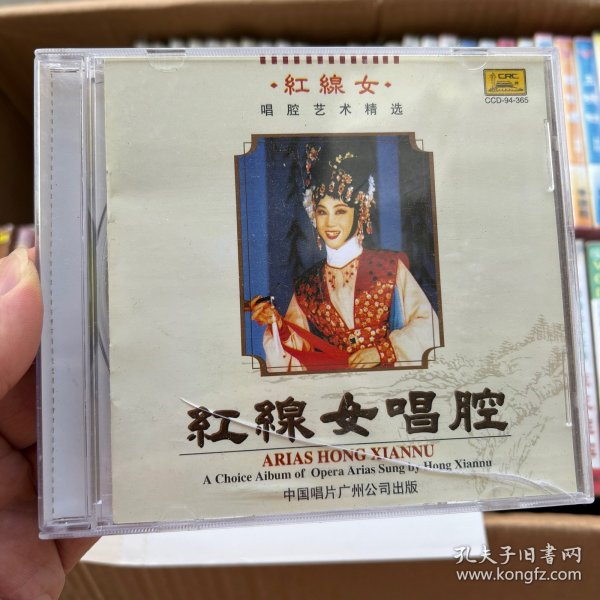 ·紅線女·
唱腔艺术精选
CRC
CCD-94-365
紅線女唱腔
ARIAS HONG XIANNU
A Choice Aibum of Opera Arias Sung by Hong Xiannu
中国唱片广州公司出版
孔夫子旧書网
www.kongfz.com